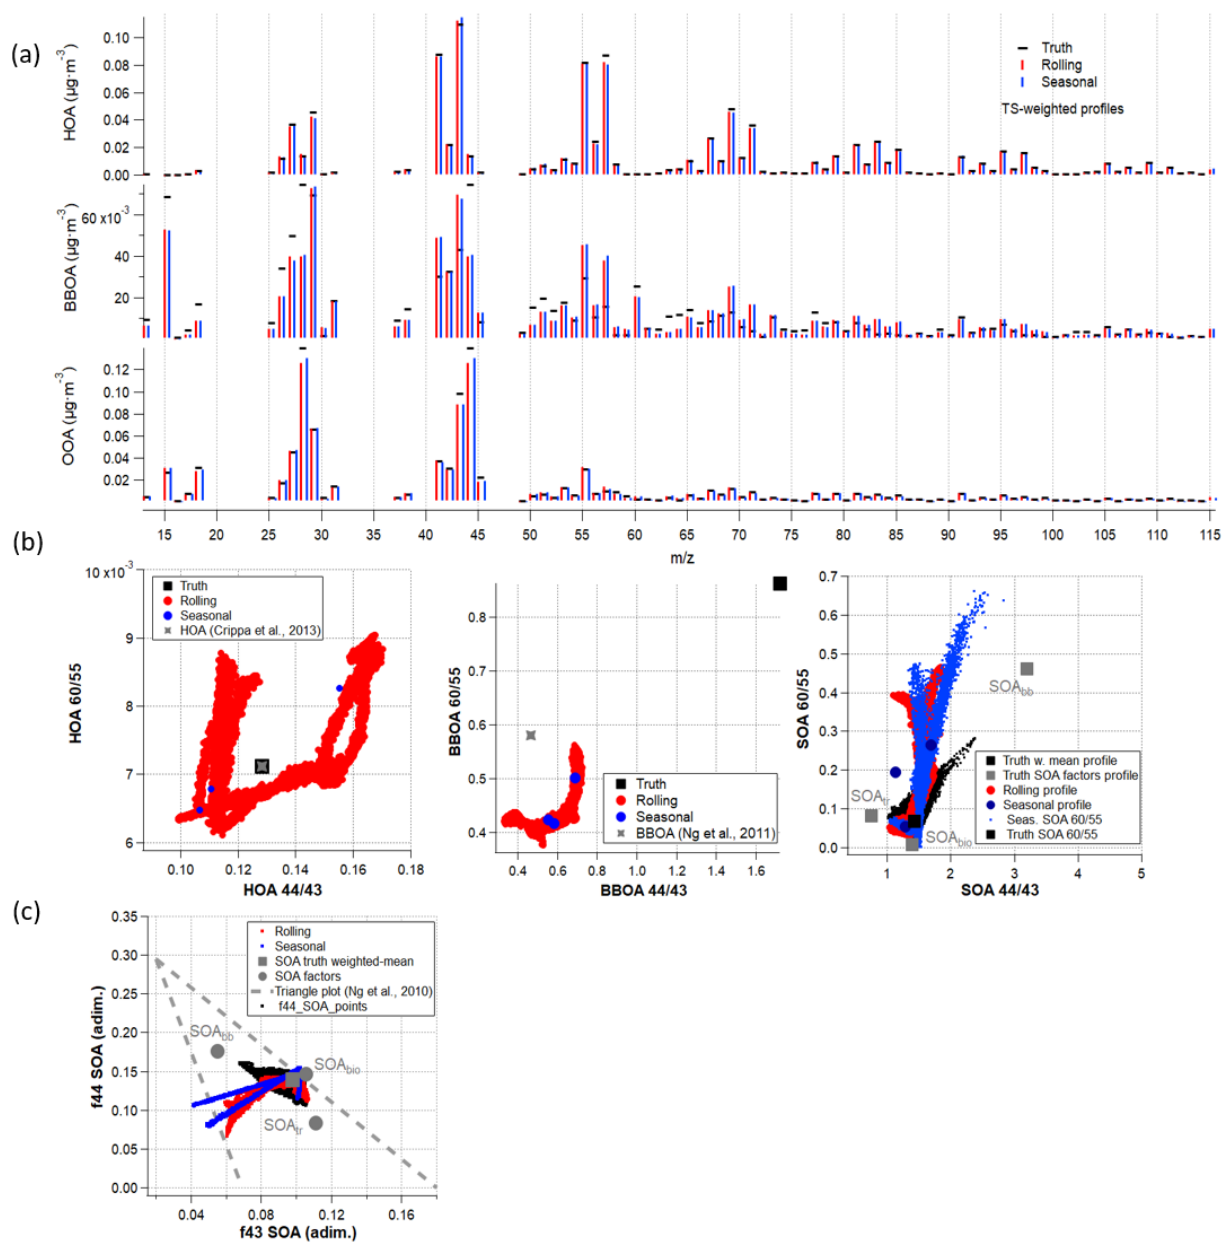 (a)
HOA (µg·m⁻³)
0.10
0.08
0.06
0.04
0.02
0.00
Truth
Rolling
Seasonal
TS-weighted profiles
BBOA (µg·m⁻³)
60 x10⁻³
40
20
OOA (µg·m⁻³)
0.12
0.10
0.08
0.06
0.04
0.02
15 20 25 30 35 40 45 50 55 60 65 70 75 80 85 90 95 100 105 110 115
m/z
(b)
HOA 60/55
10 x10⁻³
9
8
7
6
Truth
Rolling
Seasonal
HOA (Crippa et al., 2013)
0.10 0.12 0.14 0.16 0.18
HOA 44/43
BBOA 60/55
0.8
0.7
0.6
0.5
0.4
Truth
Rolling
Seasonal
BBOA (Ng et al., 2011)
0.4 0.6 0.8 1.0 1.2 1.4 1.6
BBOA 44/43
SOA 60/55
0.7
0.6
0.5
0.4
0.3
0.2
0.1
0.0
SOAbb
SOAtr
SOAbio
Truth w. mean profile
Truth SOA factors profile
Rolling profile
Seasonal profile
Seas. SOA 60/55
Truth SOA 60/55
1 2 3 4 5
SOA 44/43
(c)
f44 SOA (adim.)
0.35
0.30
0.25
0.20
0.15
0.10
0.05
0.00
Rolling
Seasonal
SOA truth weighted-mean
SOA factors
Triangle plot (Ng et al., 2010)
f44_SOA_points
SOAbb
SOAbio
SOAtr
0.04 0.08 0.12 0.16
f43 SOA (adim.)